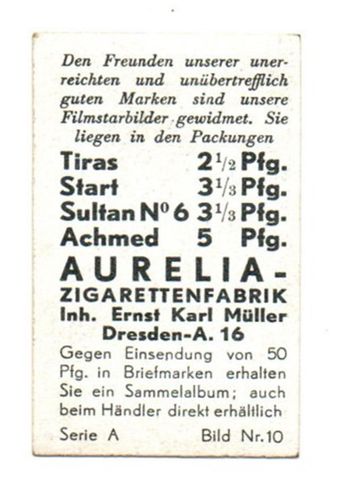 Den Freunden unserer uner-
reichten und unübertrefflich
guten Marken sind unsere
Filmstarbilder gewidmet. Sie
liegen in den Packungen
Tiras 2 1/2 Pfg.
Start 3 1/3 Pfg.
Sultan Nº 6 3 1/3 Pfg.
Achmed 5 Pfg.
AURELIA-
ZIGARETTENFABRIK
Inh. Ernst Karl Müller
Dresden-A. 16
Gegen Einsendung von 50
Pfg. in Briefmarken erhalten
Sie ein Sammelalbum; auch
beim Händler direkt erhältlich
Serie A Bild Nr. 10